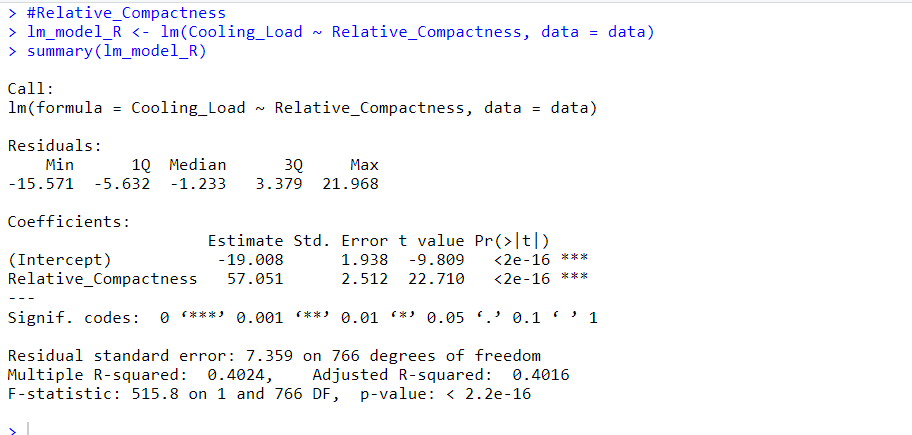 > #Relative_Compactness
> lm_model_R <- lm(Cooling_Load ~ Relative_Compactness, data = data)
> summary(lm_model_R)
Call:
lm(formula = Cooling_Load ~ Relative_Compactness, data = data)
Residuals:
    Min      1Q  Median      3Q     Max
-15.571  -5.632  -1.233   3.379  21.968
Coefficients:
                     Estimate Std. Error t value Pr(>|t|)
(Intercept)           -19.008      1.938  -9.809   <2e-16 ***
Relative_Compactness   57.051      2.512  22.710   <2e-16 ***
---
Signif. codes:  0 ‘***’ 0.001 ‘**’ 0.01 ‘*’ 0.05 ‘.’ 0.1 ‘ ’ 1
Residual standard error: 7.359 on 766 degrees of freedom
Multiple R-squared:  0.4024,    Adjusted R-squared:  0.4016
F-statistic: 515.8 on 1 and 766 DF,  p-value: < 2.2e-16
>